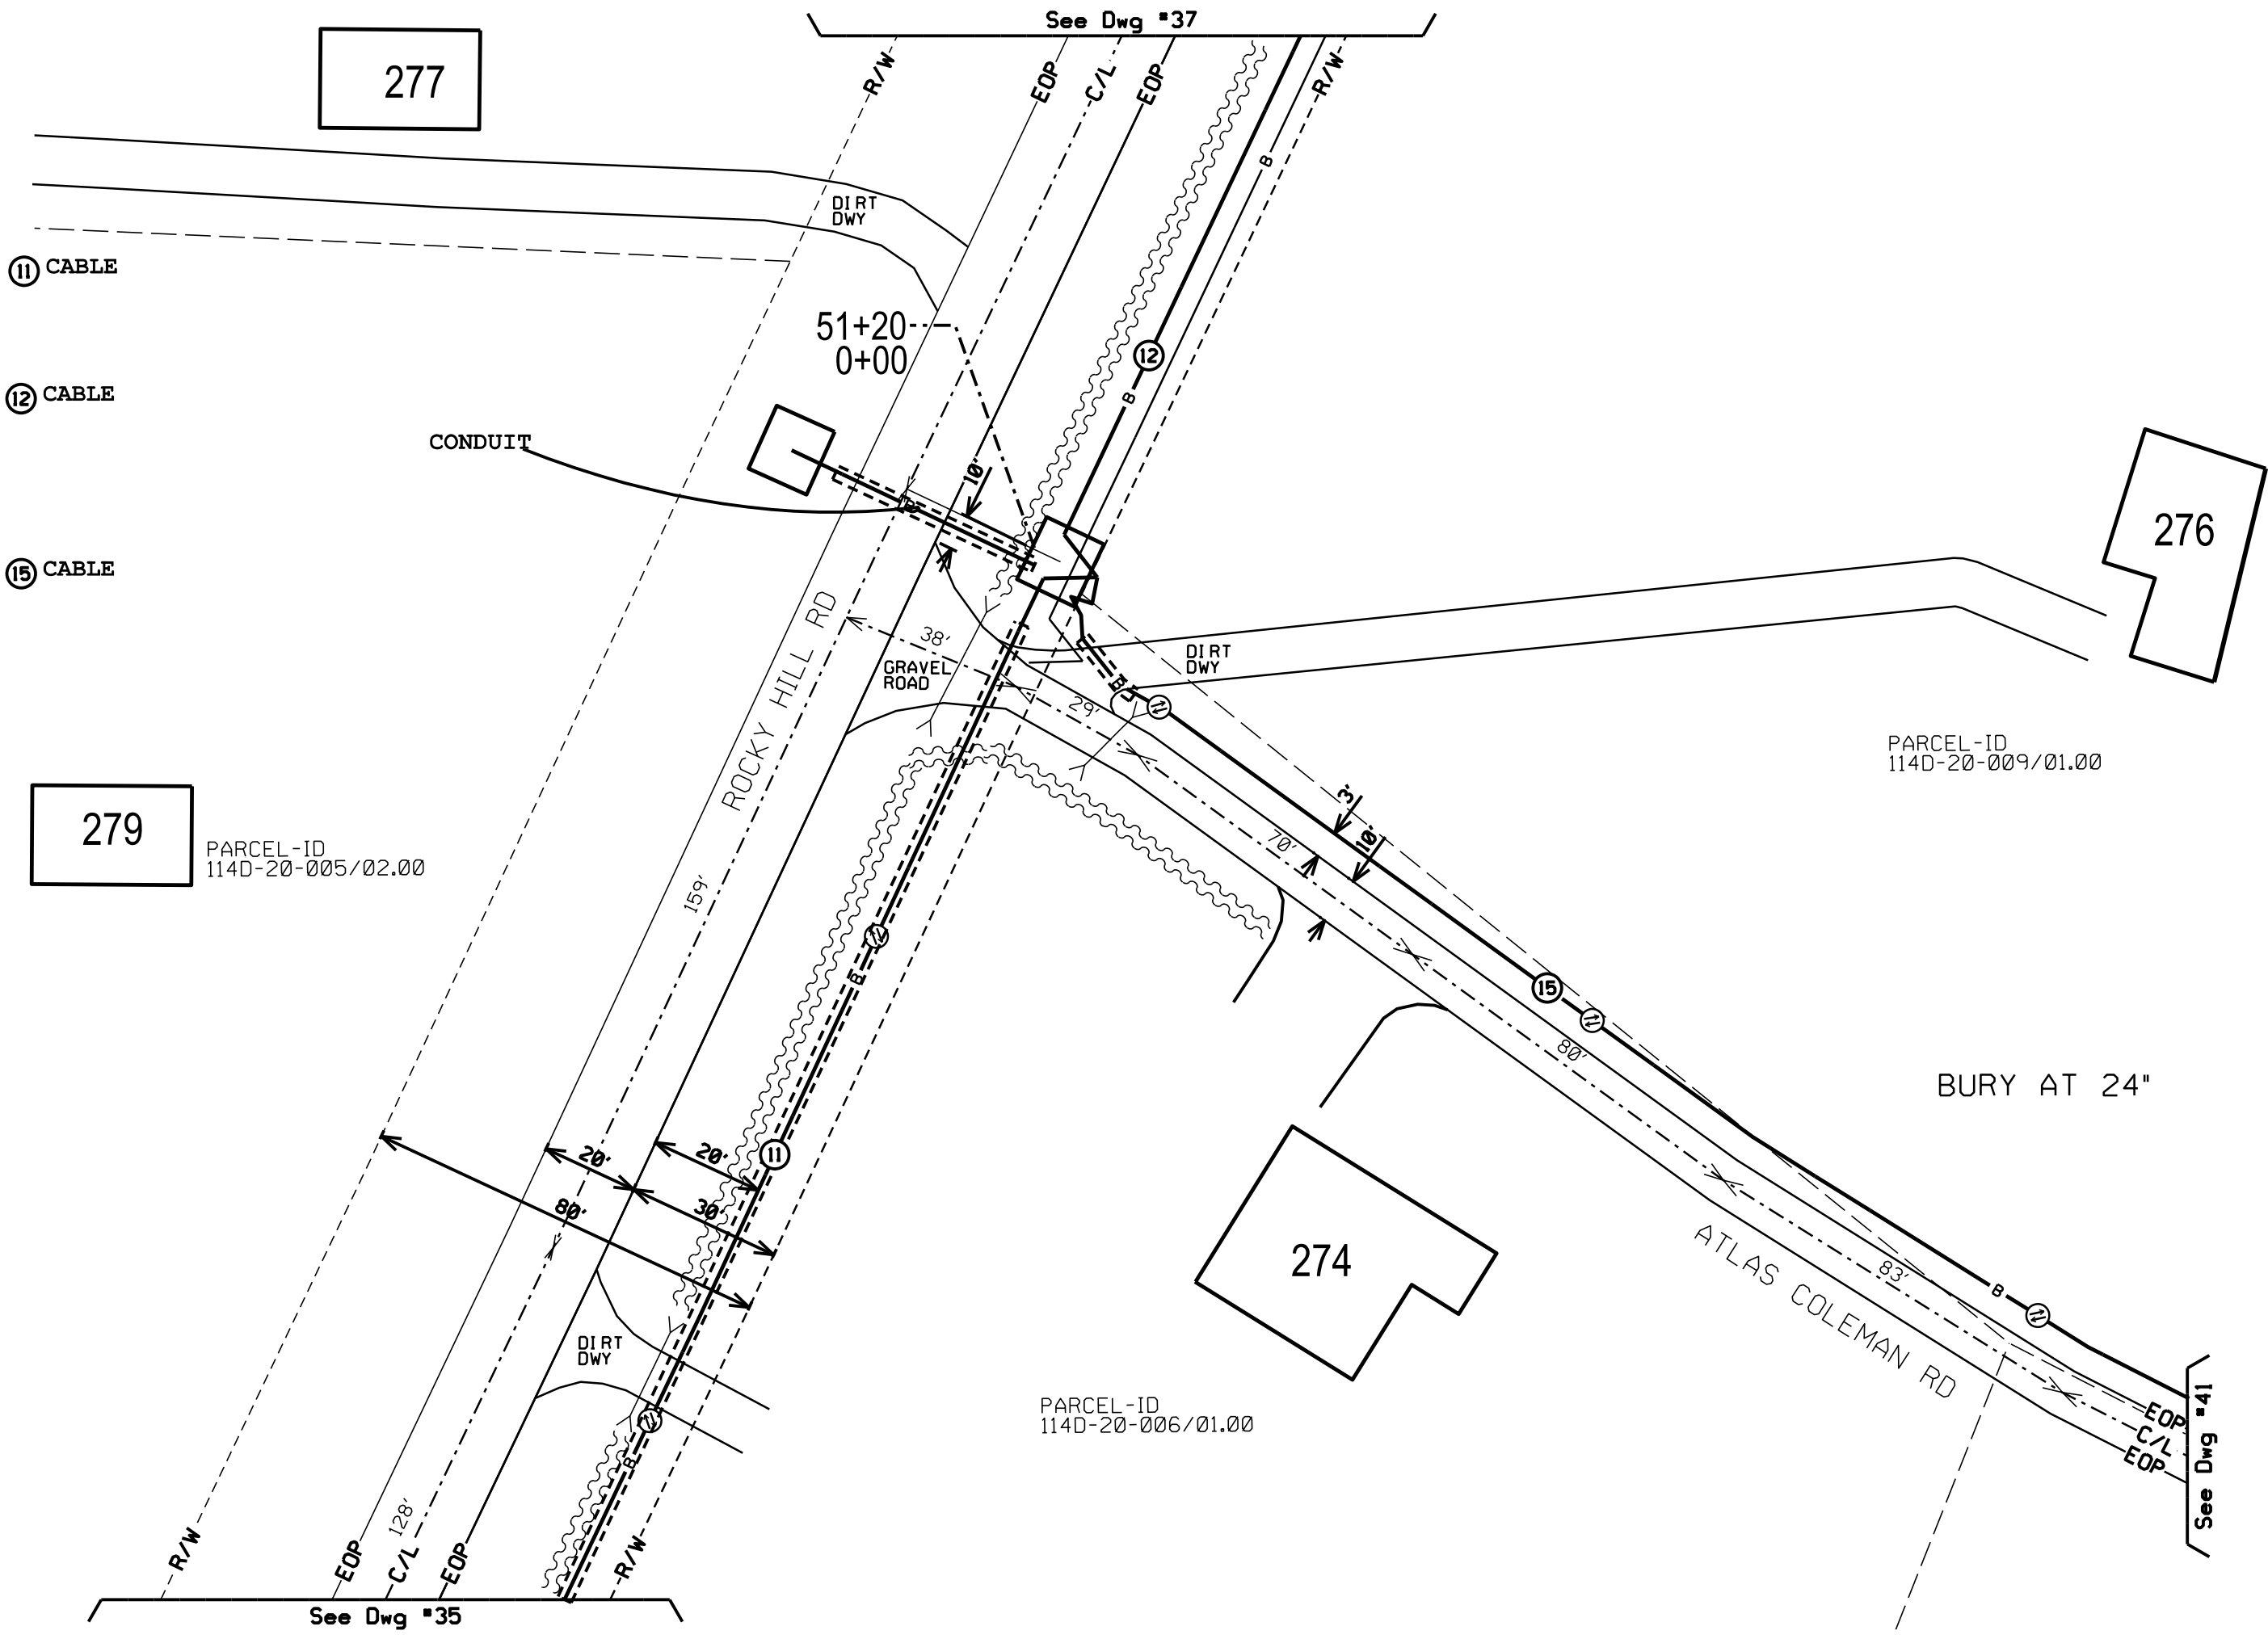 See Dwg #37
277
R/W
EOP
C/L
EOP
R/W
B
DIRT
DWY
11 CABLE
51+20
0+00
12
B
12 CABLE
CONDUIT
10'
B
276
15 CABLE
ROCKY HILL RD
38'
GRAVEL
ROAD
DIRT
DWY
B
29'
PARCEL-ID
114D-20-009/01.00
279
PARCEL-ID
114D-20-005/02.00
3'
10'
70'
159'
B
15
80'
BURY AT 24"
20'
20'
11
80'
30'
274
ATLAS COLEMAN RD
83'
B
DIRT
DWY
PARCEL-ID
114D-20-006/01.00
EOP
C/L
EOP
See Dwg #41
B
128'
R/W
EOP
C/L
EOP
R/W
See Dwg #35